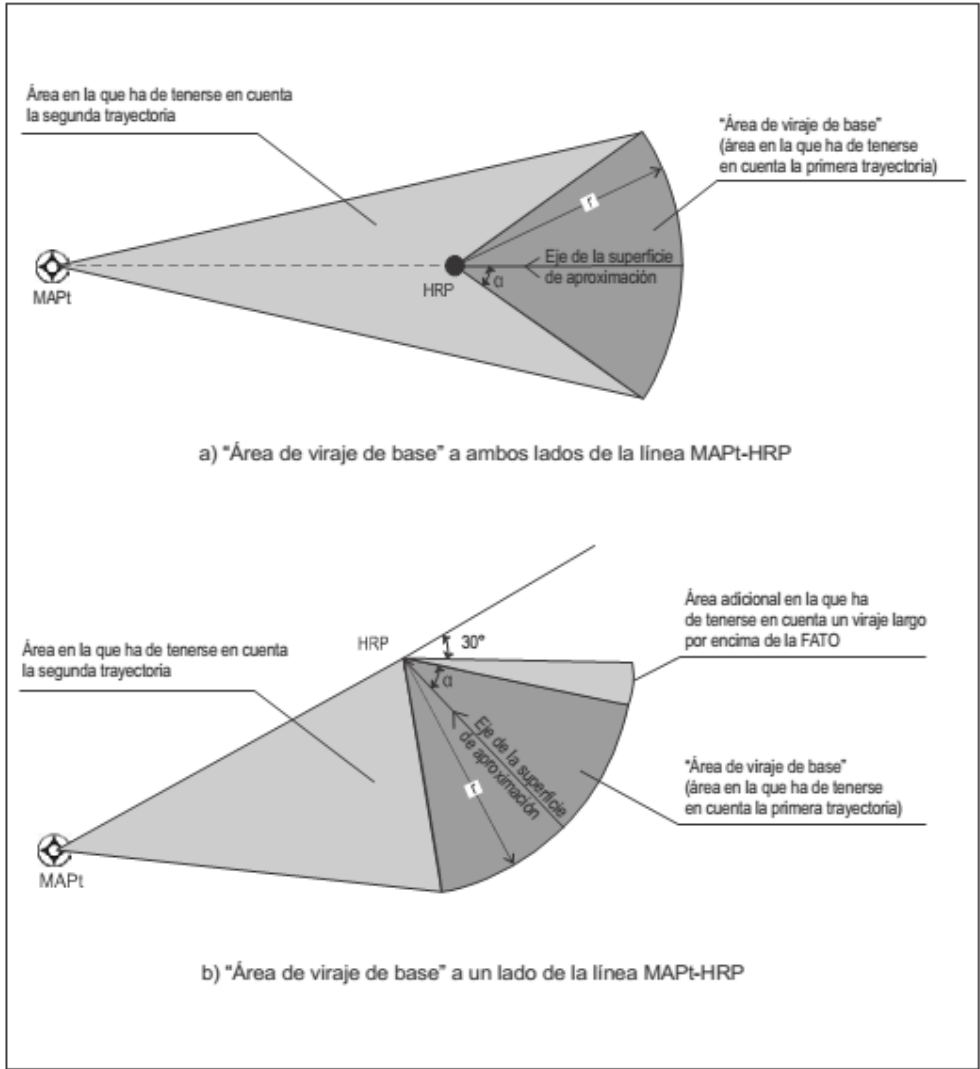 Área en la que ha de tenerse en cuenta
la segunda trayectoria
"Área de viraje de base"
(área en la que ha de tenerse
en cuenta la primera trayectoria)
r
Eje de la superficie
de aproximación
α
MAPt
HRP
a) "Área de viraje de base" a ambos lados de la línea MAPt-HRP
Área adicional en la que ha
de tenerse en cuenta un viraje largo
por encima de la FATO
HRP
30°
Área en la que ha de tenerse en cuenta
la segunda trayectoria
α
Eje de la superficie
de aproximación
r
"Área de viraje de base"
(área en la que ha de tenerse
en cuenta la primera trayectoria)
MAPt
b) "Área de viraje de base" a un lado de la línea MAPt-HRP